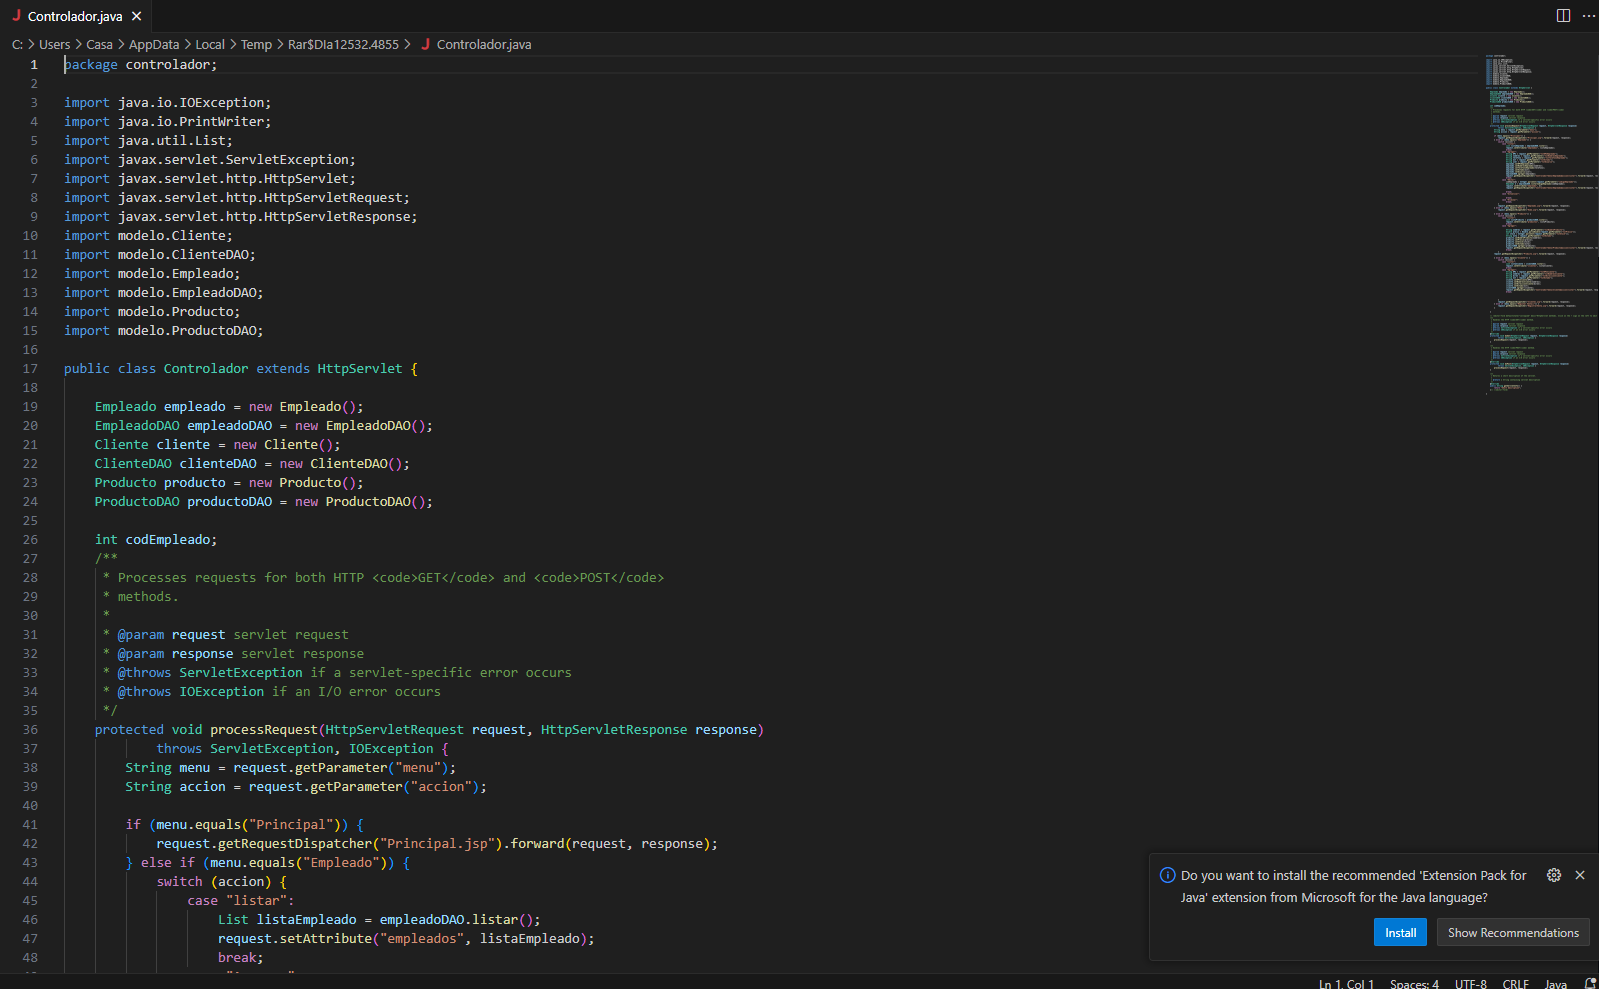 Controlador.java
C: > Users > Casa > AppData > Local > Temp > Rar$DIa12532.4855 > Controlador.java
1 package controlador;
2
3 import java.io.IOException;
4 import java.io.PrintWriter;
5 import java.util.List;
6 import javax.servlet.ServletException;
7 import javax.servlet.http.HttpServlet;
8 import javax.servlet.http.HttpServletRequest;
9 import javax.servlet.http.HttpServletResponse;
10 import modelo.Cliente;
11 import modelo.ClienteDAO;
12 import modelo.Empleado;
13 import modelo.EmpleadoDAO;
14 import modelo.Producto;
15 import modelo.ProductoDAO;
16
17 public class Controlador extends HttpServlet {
18
19 Empleado empleado = new Empleado();
20 EmpleadoDAO empleadoDAO = new EmpleadoDAO();
21 Cliente cliente = new Cliente();
22 ClienteDAO clienteDAO = new ClienteDAO();
23 Producto producto = new Producto();
24 ProductoDAO productoDAO = new ProductoDAO();
25
26 int codEmpleado;
27 /**
28 * Processes requests for both HTTP <code>GET</code> and <code>POST</code>
29 * methods.
30 *
31 * @param request servlet request
32 * @param response servlet response
33 * @throws ServletException if a servlet-specific error occurs
34 * @throws IOException if an I/O error occurs
35 */
36 protected void processRequest(HttpServletRequest request, HttpServletResponse response)
37 throws ServletException, IOException {
38 String menu = request.getParameter("menu");
39 String accion = request.getParameter("accion");
40
41 if (menu.equals("Principal")) {
42 request.getRequestDispatcher("Principal.jsp").forward(request, response);
43 } else if (menu.equals("Empleado")) {
44 switch (accion) {
45 case "listar":
46 List listaEmpleado = empleadoDAO.listar();
47 request.setAttribute("empleados", listaEmpleado);
48 break;
Do you want to install the recommended 'Extension Pack for
Java' extension from Microsoft for the Java language?
Install Show Recommendations
Ln 1, Col 1 Spaces: 4 UTF-8 CRLF Java